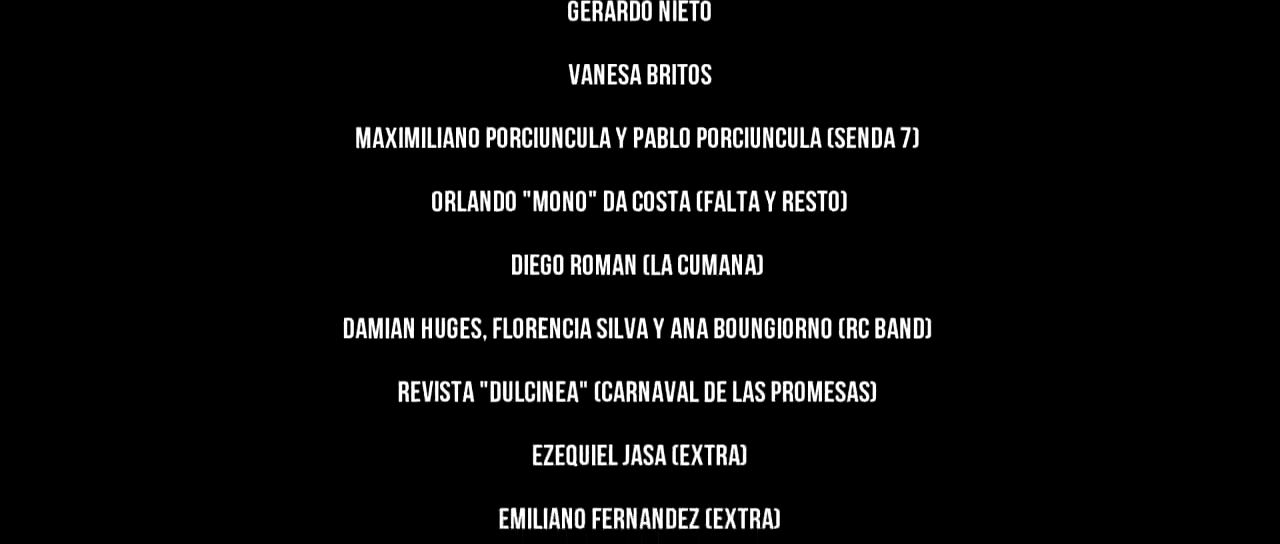 GERARDO NIETO
VANESA BRITOS
MAXIMILIANO PORCIUNCULA Y PABLO PORCIUNCULA (SENDA 7)
ORLANDO "MONO" DA COSTA (FALTA Y RESTO)
DIEGO ROMAN (LA CUMANA)
DAMIAN HUGES, FLORENCIA SILVA Y ANA BOUNGIORNO (RC BAND)
REVISTA "DULCINEA" (CARNAVAL DE LAS PROMESAS)
EZEQUIEL JASA (EXTRA)
EMILIANO FERNANDEZ (EXTRA)